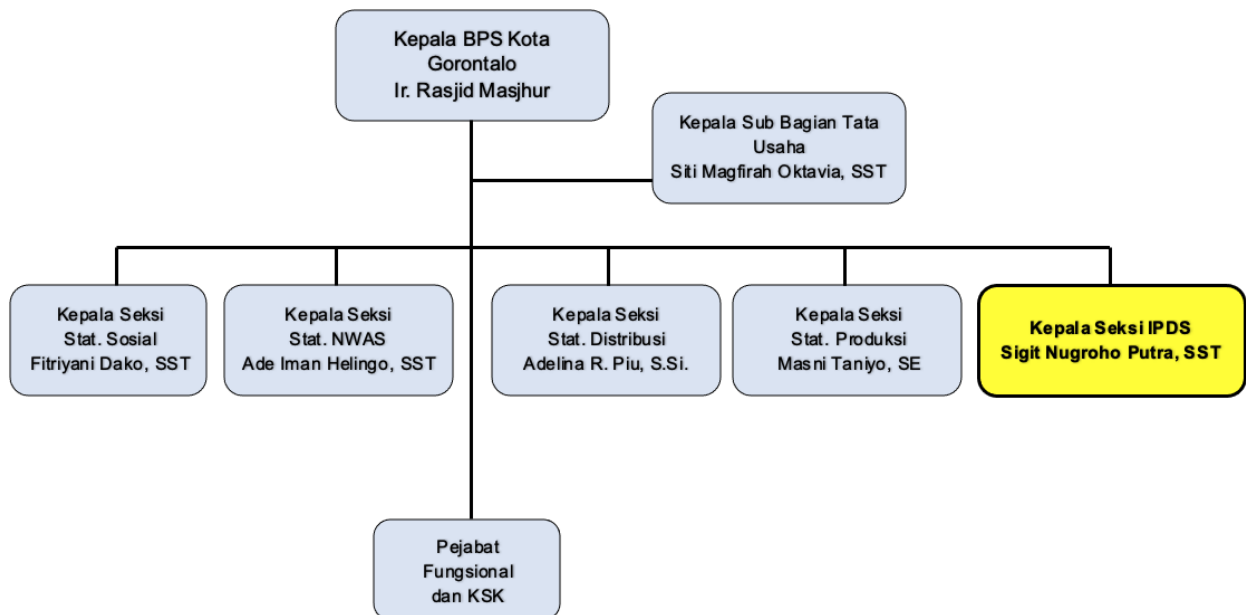 Kepala BPS Kota
Gorontalo
Ir. Rasjid Masjhur
Kepala Sub Bagian Tata
Usaha
Siti Magfirah Oktavia, SST
Kepala Seksi
Stat. Sosial
Fitriyani Dako, SST
Kepala Seksi
Stat. NWAS
Ade Iman Helingo, SST
Kepala Seksi
Stat. Distribusi
Adelina R. Piu, S.Si.
Kepala Seksi
Stat. Produksi
Masni Taniyo, SE
Kepala Seksi IPDS
Sigit Nugroho Putra, SST
Pejabat
Fungsional
dan KSK